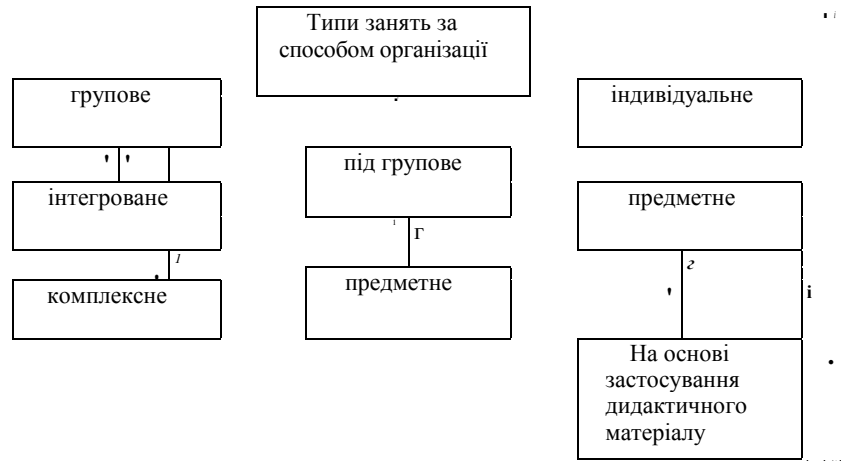 Типи занять за
способом організації
групове
індивідуальне
під групове
інтегроване
предметне
г
г
комплексне
предметне
і
На основі
застосування
дидактичного
матеріалу